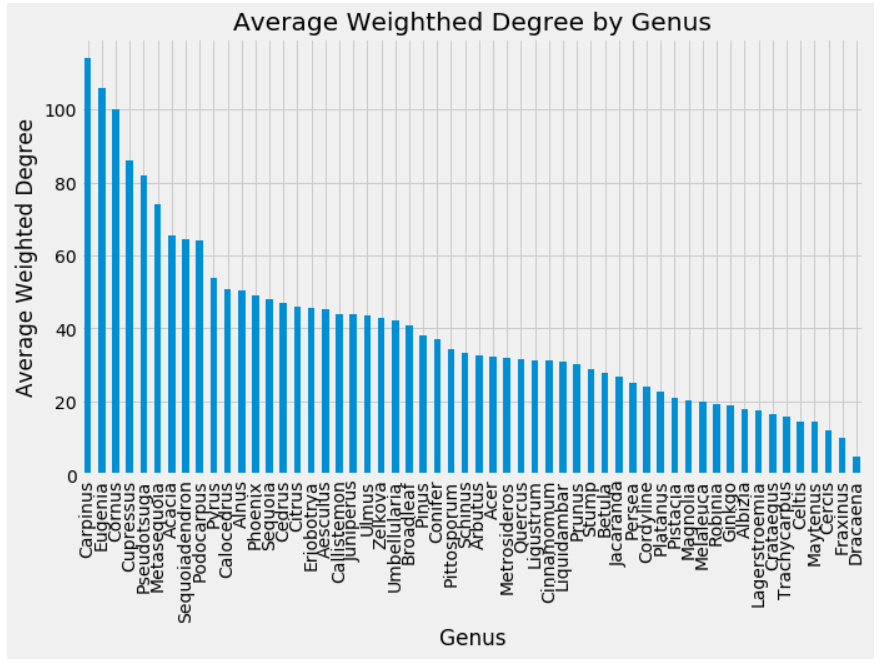 Average Weighthed Degree by Genus
Average Weighted Degree
100
80
60
40
20
0
Carpinus
Eugenia
Cornus
Cupressus
Pseudotsuga
Metasequoia
Acacia
Sequoiadendron
Podocarpus
Pyrus
Calocedrus
Alnus
Phoenix
Sequoia
Cedrus
Citrus
Eriobotrya
Aesculus
Callistemon
Juniperus
Ulmus
Zelkova
Umbellularia
Broadleaf
Pinus
Conifer
Pittosporum
Schinus
Arbutus
Acer
Metrosideros
Quercus
Ligustrum
Cinnamomum
Liquidambar
Prunus
Stump
Betula
Jacaranda
Persea
Cordyline
Platanus
Pistacia
Magnolia
Melaleuca
Robinia
Ginkgo
Albizia
Lagerstroemia
Crataegus
Trachycarpus
Celtis
Maytenus
Cercis
Fraxinus
Dracaena
Genus